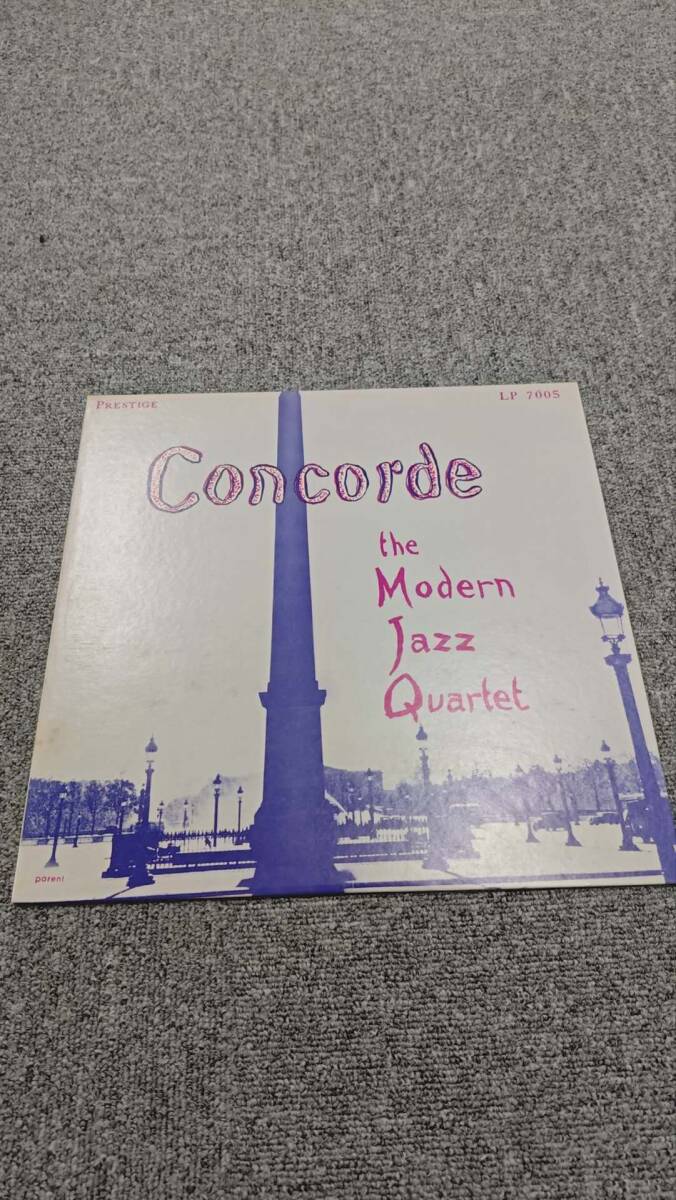 PRESTIGE
LP 7005
Concorde
the
Modern
Jazz
Quartet
parent